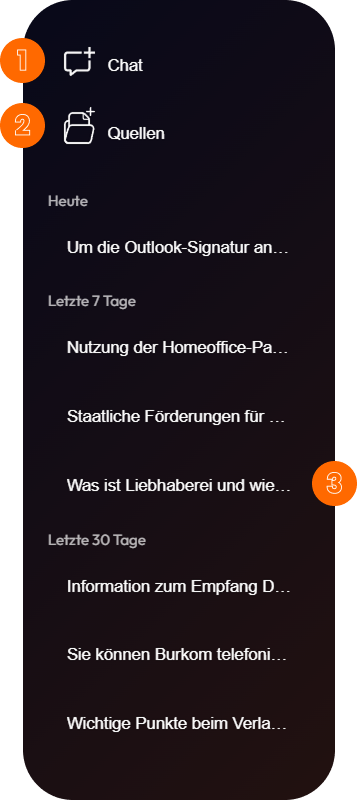 1
Chat
2
Quellen
Heute
Um die Outlook-Signatur an...
Letzte 7 Tage
Nutzung der Homeoffice-Pa...
Staatliche Förderungen für ...
Was ist Liebhaberei und wie...
3
Letzte 30 Tage
Information zum Empfang D...
Sie können Burkom telefoni...
Wichtige Punkte beim Verla...